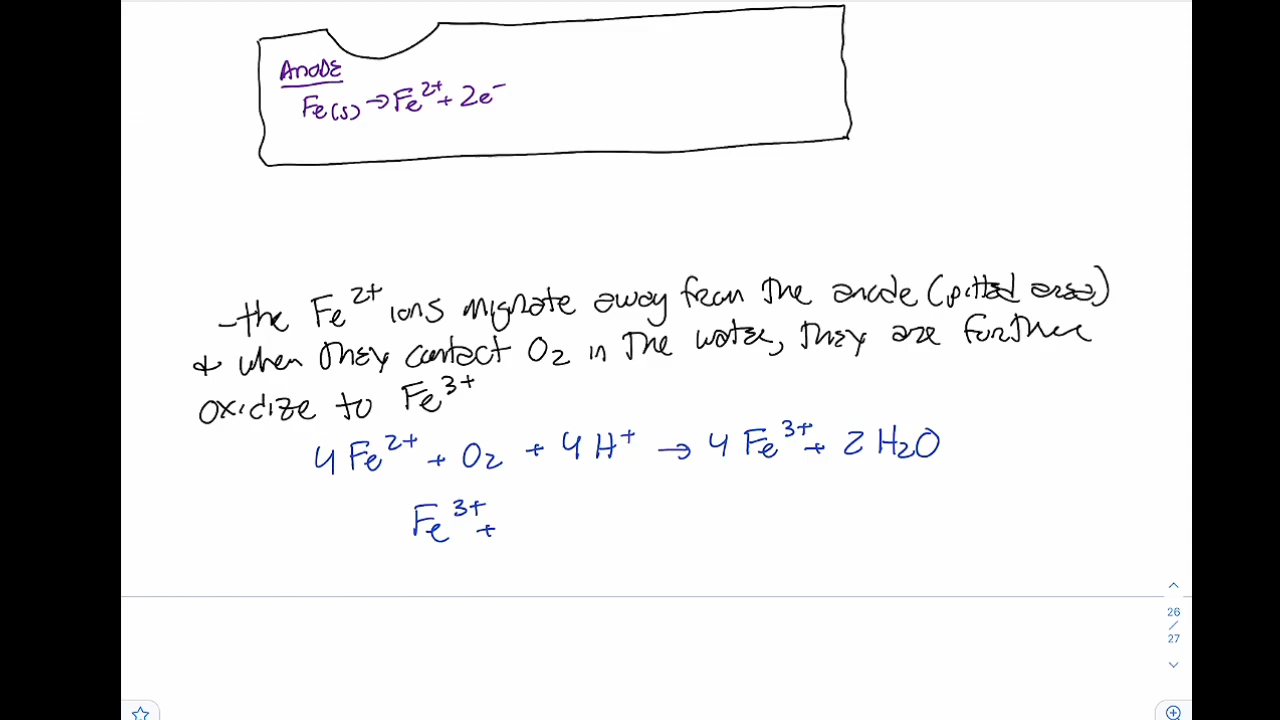 Anode
Fe(s) → Fe²⁺ + 2e⁻
- the Fe²⁺ ions migrate away from the anode (pitted area)
& when they contact O₂ in the water, they are further
oxidize to Fe³⁺
4 Fe²⁺ + O₂ + 4 H⁺ → 4 Fe³⁺ + 2 H₂O
Fe³⁺ +
26
/
27